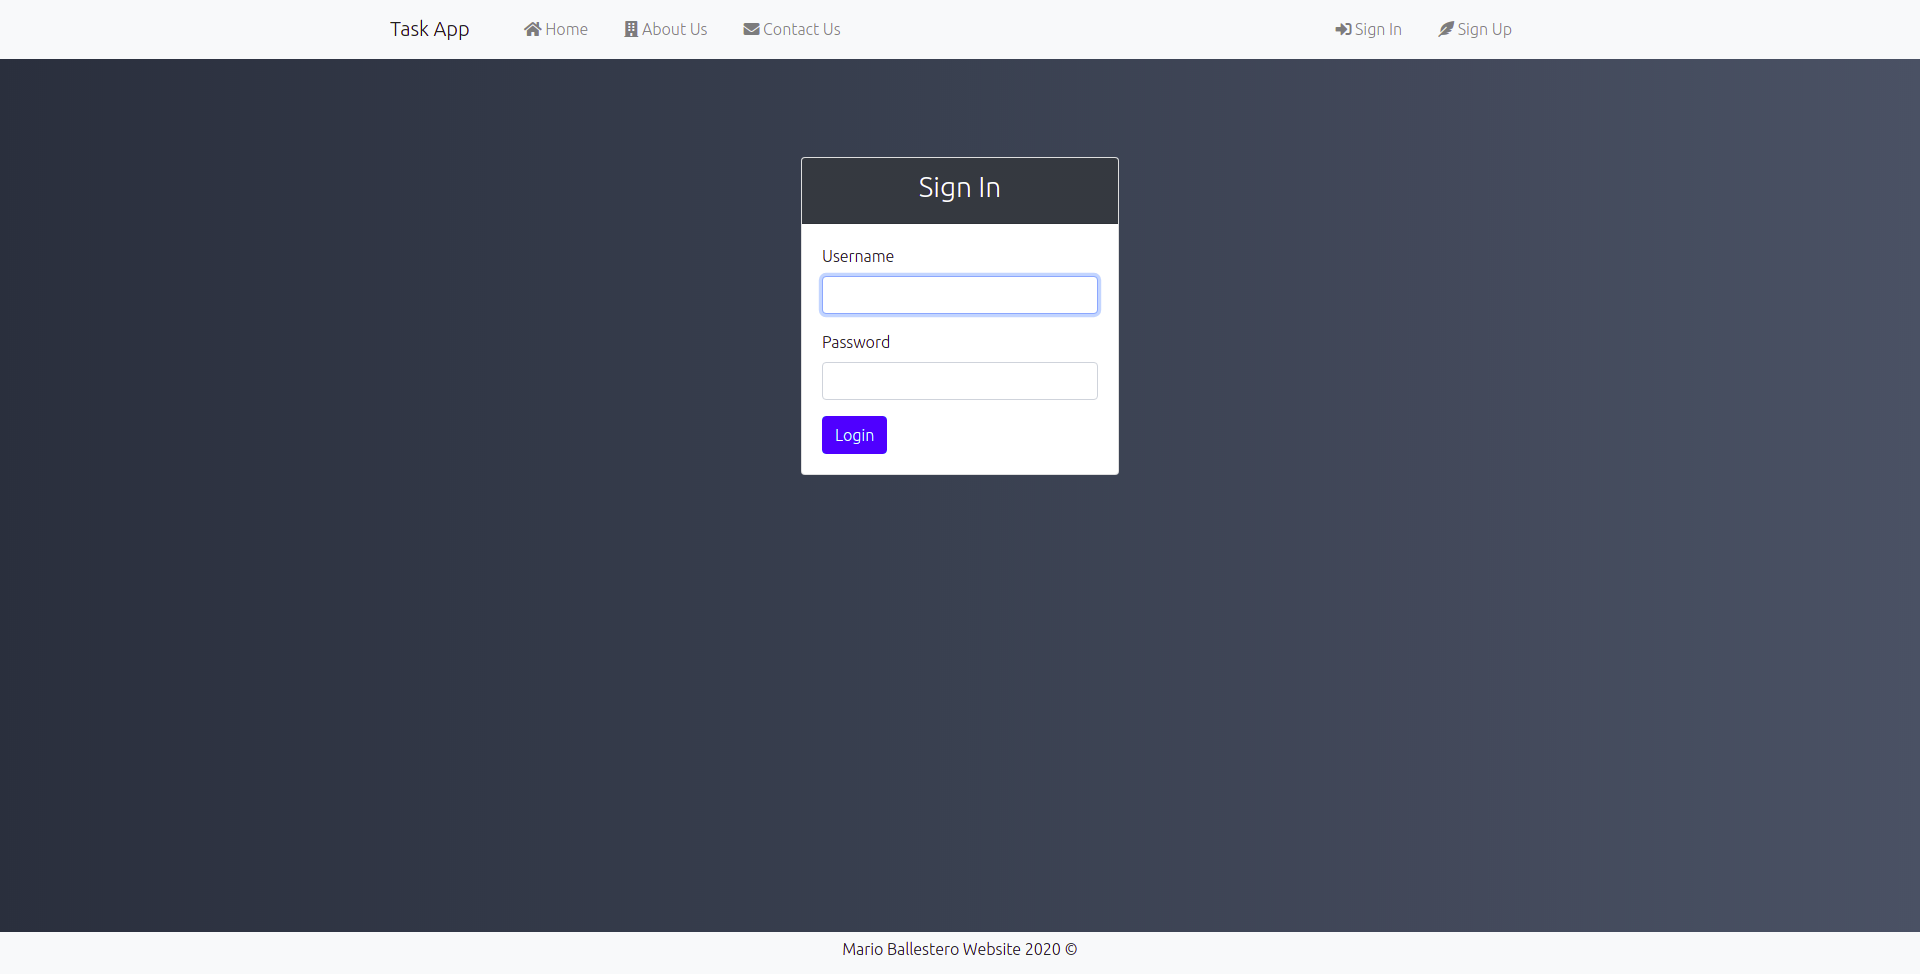 Task App Home About Us Contact Us Sign In Sign Up
Sign In
Username
Password
Login
Mario Ballestero Website 2020 ©